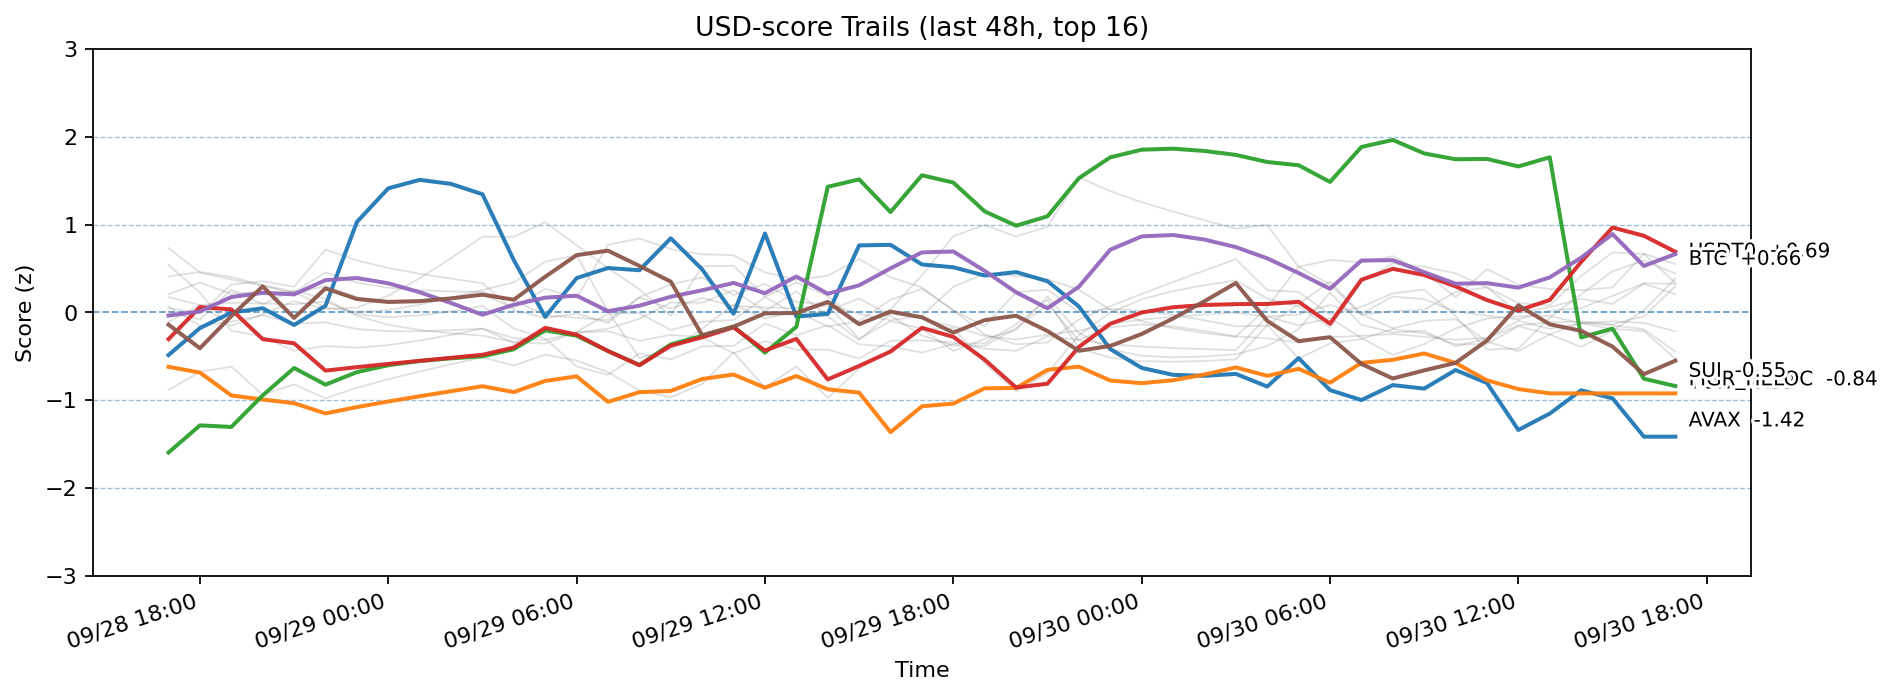 USD-score Trails (last 48h, top 16)
3
2
1
0
−1
−2
−3
Score (z)
USDT0 +0.69
BTC +0.66
SUI -0.55
-0.84
AVAX -1.42
09/28 18:00
09/29 00:00
09/29 06:00
09/29 12:00
09/29 18:00
09/30 00:00
09/30 06:00
09/30 12:00
09/30 18:00
Time